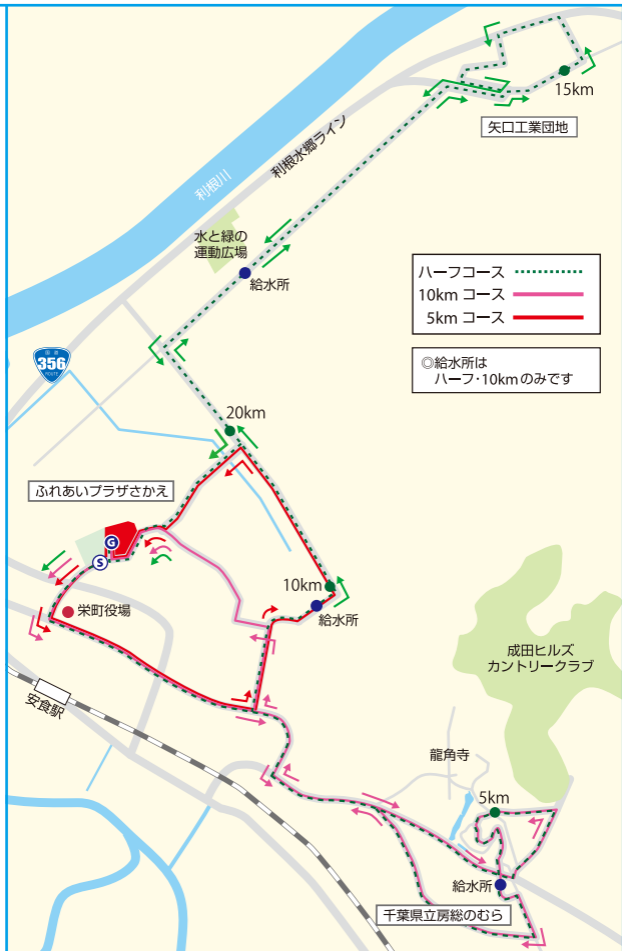 15km
矢口工業団地
利根水郷ライン
利根川
水と緑の
運動広場
給水所
ハーフコース
10km コース
5km コース
◎給水所は
ハーフ・10kmのみです
国道
356
ROUTE
20km
ふれあいプラザさかえ
G
S
10km
給水所
栄町役場
成田ヒルズ
カントリークラブ
安食駅
龍角寺
5km
給水所
千葉県立房総のむら